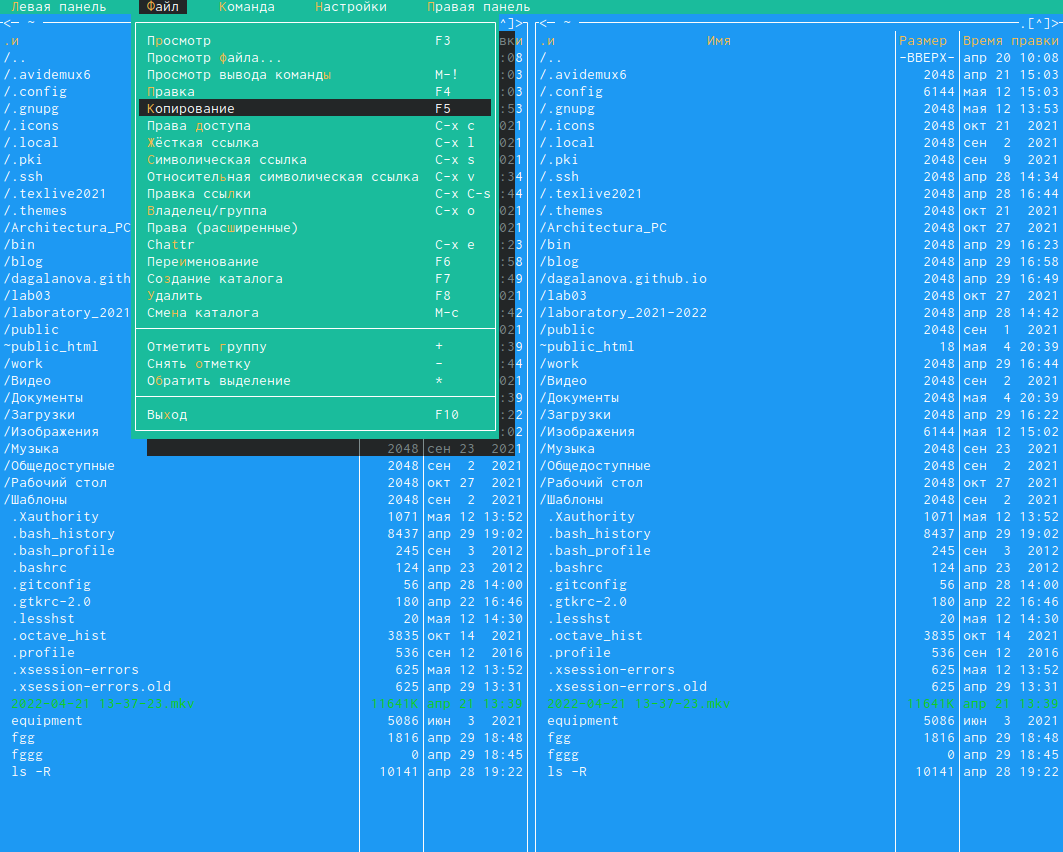 Левая панель Файл Команда Настройки Правая панель
<─ ~ ^]>
<─ ~ .[^]>
.и вки
.и Имя Размер Время правки
Просмотр F3
/.. :08
/.. -ВВЕРХ- апр 20 10:08
Просмотр файла...
/.avidemux6 :03
/.avidemux6 2048 апр 21 15:03
Просмотр вывода команды M-!
/.config :03
/.config 6144 мая 12 15:03
Правка F4
/.gnupg :53
/.gnupg 2048 мая 12 13:53
Копирование F5
/.icons 021
/.icons 2048 окт 21 2021
Права доступа C-x c
/.local 021
/.local 2048 сен 2 2021
Жёсткая ссылка C-x l
/.pki 021
/.pki 2048 сен 9 2021
Символическая ссылка C-x s
/.ssh :34
/.ssh 2048 апр 28 14:34
Относительная символическая ссылка C-x v
/.texlive2021 :44
/.texlive2021 2048 апр 28 16:44
Правка ссылки C-x C-s
/.themes 021
/.themes 2048 окт 21 2021
Владелец/группа C-x o
/Architectura_PC 021
/Architectura_PC 2048 окт 27 2021
Права (расширенные)
/bin :23
/bin 2048 апр 29 16:23
Chattr C-x e
/blog :58
/blog 2048 апр 29 16:58
Переименование F6
/dagalanova.gith :49
/dagalanova.github.io 2048 апр 29 16:49
Создание каталога F7
/lab03 021
/lab03 2048 окт 27 2021
Удалить F8
/laboratory_2021 :42
/laboratory_2021-2022 2048 апр 28 14:42
Смена каталога M-c
/public 021
/public 2048 сен 1 2021
~public_html :39
~public_html 18 мая 4 20:39
Отметить группу +
/work :44
/work 2048 апр 29 16:44
Снять отметку -
/Видео 021
/Видео 2048 сен 2 2021
Обратить выделение *
/Документы :39
/Документы 2048 мая 4 20:39
/Загрузки :22
/Загрузки 2048 апр 29 16:22
Выход F10
/Изображения :02
/Изображения 6144 мая 12 15:02
/Музыка 2048 сен 23 2021
/Музыка 2048 сен 23 2021
/Общедоступные 2048 сен 2 2021
/Общедоступные 2048 сен 2 2021
/Рабочий стол 2048 окт 27 2021
/Рабочий стол 2048 окт 27 2021
/Шаблоны 2048 сен 2 2021
/Шаблоны 2048 сен 2 2021
.Xauthority 1071 мая 12 13:52
.Xauthority 1071 мая 12 13:52
.bash_history 8437 апр 29 19:02
.bash_history 8437 апр 29 19:02
.bash_profile 245 сен 3 2012
.bash_profile 245 сен 3 2012
.bashrc 124 апр 23 2012
.bashrc 124 апр 23 2012
.gitconfig 56 апр 28 14:00
.gitconfig 56 апр 28 14:00
.gtkrc-2.0 180 апр 22 16:46
.gtkrc-2.0 180 апр 22 16:46
.lesshst 20 мая 12 14:30
.lesshst 20 мая 12 14:30
.octave_hist 3835 окт 14 2021
.octave_hist 3835 окт 14 2021
.profile 536 сен 12 2016
.profile 536 сен 12 2016
.xsession-errors 625 мая 12 13:52
.xsession-errors 625 мая 12 13:52
.xsession-errors.old 625 апр 29 13:31
.xsession-errors.old 625 апр 29 13:31
2022-04-21 13-37-23.mkv 11641K апр 21 13:39
2022-04-21 13-37-23.mkv 11641K апр 21 13:39
equipment 5086 июн 3 2021
equipment 5086 июн 3 2021
fgg 1816 апр 29 18:48
fgg 1816 апр 29 18:48
fggg 0 апр 29 18:45
fggg 0 апр 29 18:45
ls -R 10141 апр 28 19:22
ls -R 10141 апр 28 19:22